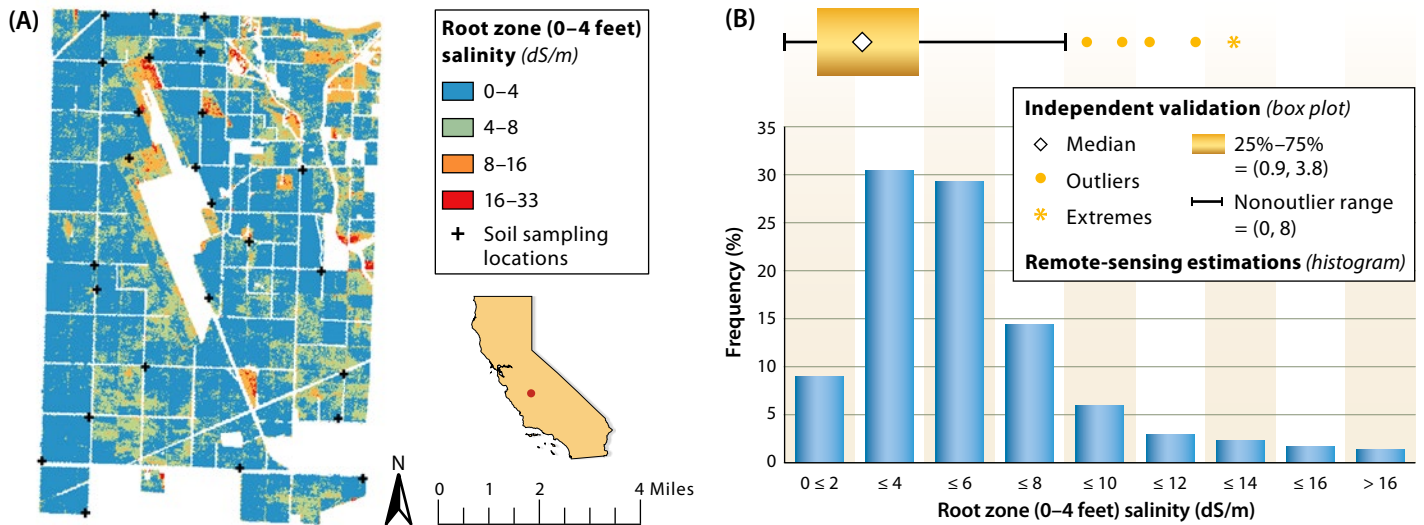 (A)
Root zone (0–4 feet)
salinity (dS/m)
0–4
4–8
8–16
16–33
Soil sampling
locations
N
0 1 2 4 Miles
(B)
Independent validation (box plot)
Median
Outliers
Extremes
25%–75%
= (0.9, 3.8)
Nonoutlier range
= (0, 8)
Remote-sensing estimations (histogram)
Frequency (%)
35
30
25
20
15
10
5
0
0 ≤ 2 ≤ 4 ≤ 6 ≤ 8 ≤ 10 ≤ 12 ≤ 14 ≤ 16 > 16
Root zone (0–4 feet) salinity (dS/m)